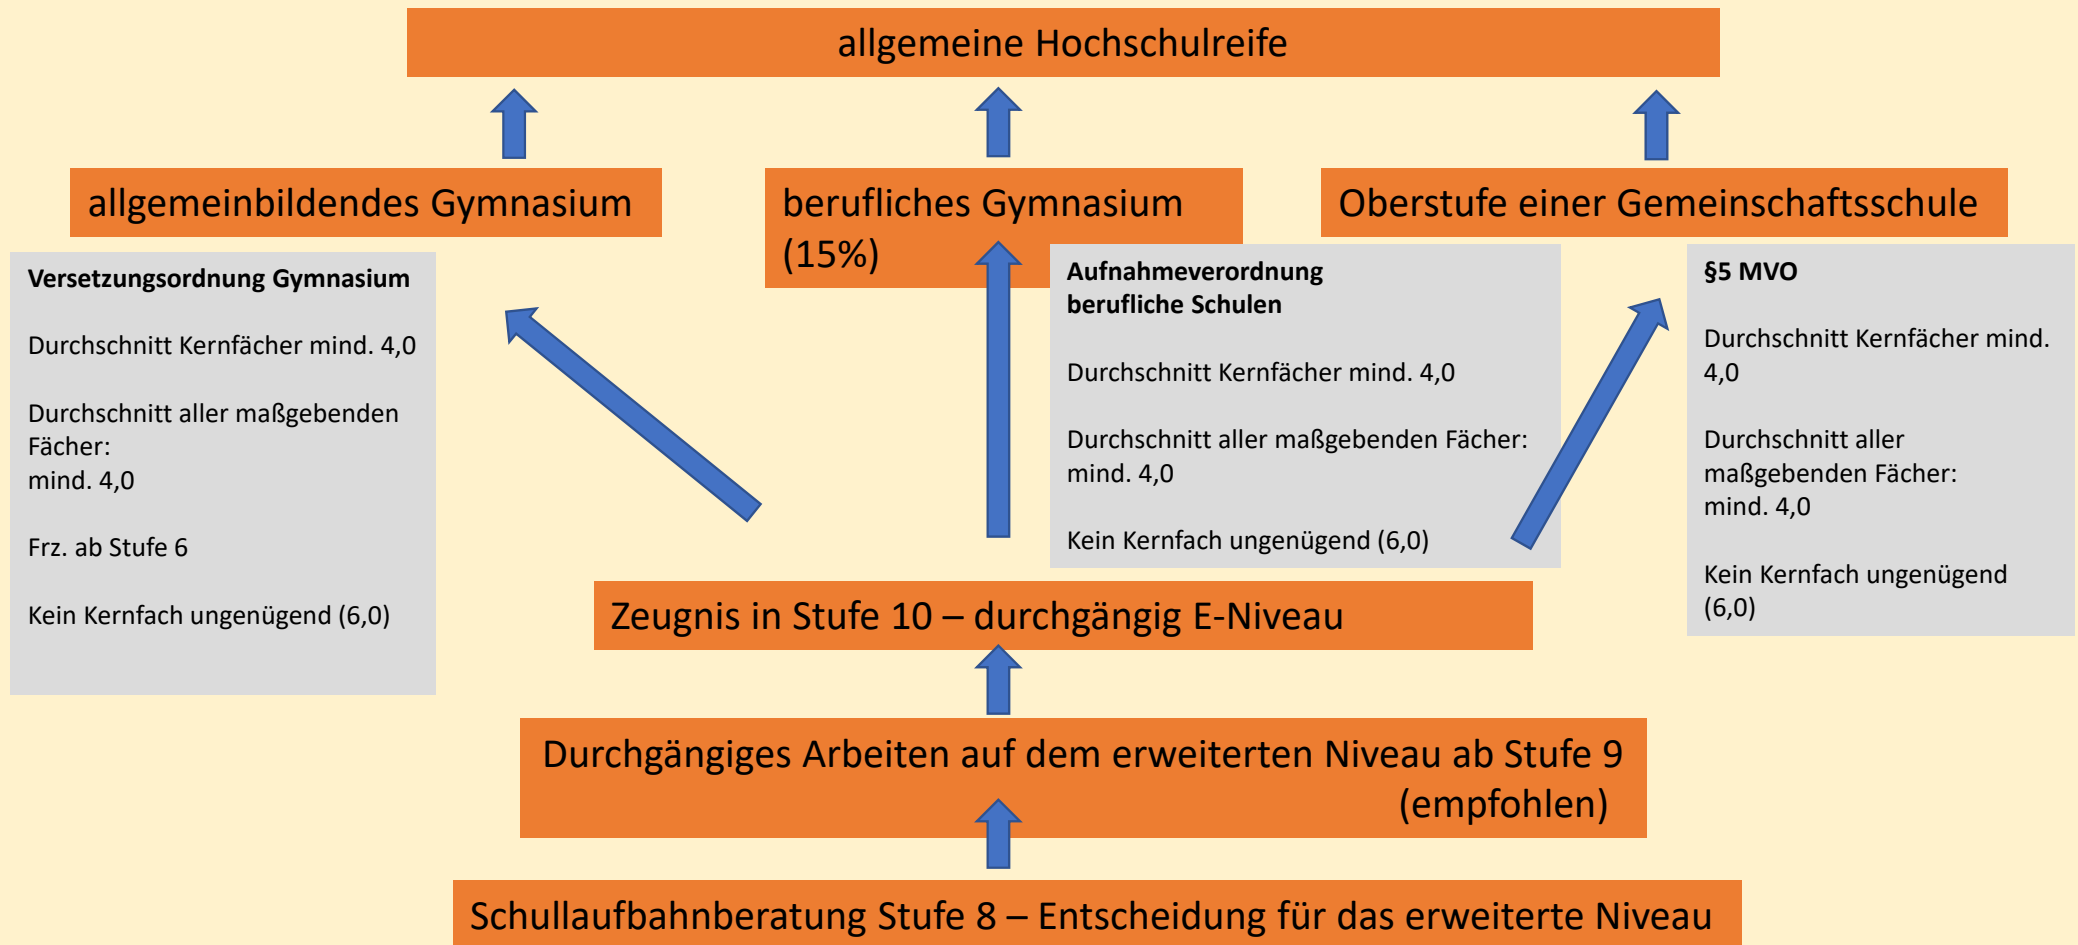 allgemeine Hochschulreife
allgemeinbildendes Gymnasium
berufliches Gymnasium
(15%)
Oberstufe einer Gemeinschaftsschule
Versetzungsordnung Gymnasium
Durchschnitt Kernfächer mind. 4,0
Durchschnitt aller maßgebenden
Fächer:
mind. 4,0
Frz. ab Stufe 6
Kein Kernfach ungenügend (6,0)
Aufnahmeverordnung
berufliche Schulen
Durchschnitt Kernfächer mind. 4,0
Durchschnitt aller maßgebenden Fächer:
mind. 4,0
Kein Kernfach ungenügend (6,0)
§5 MVO
Durchschnitt Kernfächer mind.
4,0
Durchschnitt aller
maßgebenden Fächer:
mind. 4,0
Kein Kernfach ungenügend
(6,0)
Zeugnis in Stufe 10 – durchgängig E-Niveau
Durchgängiges Arbeiten auf dem erweiterten Niveau ab Stufe 9
(empfohlen)
Schullaufbahnberatung Stufe 8 – Entscheidung für das erweiterte Niveau